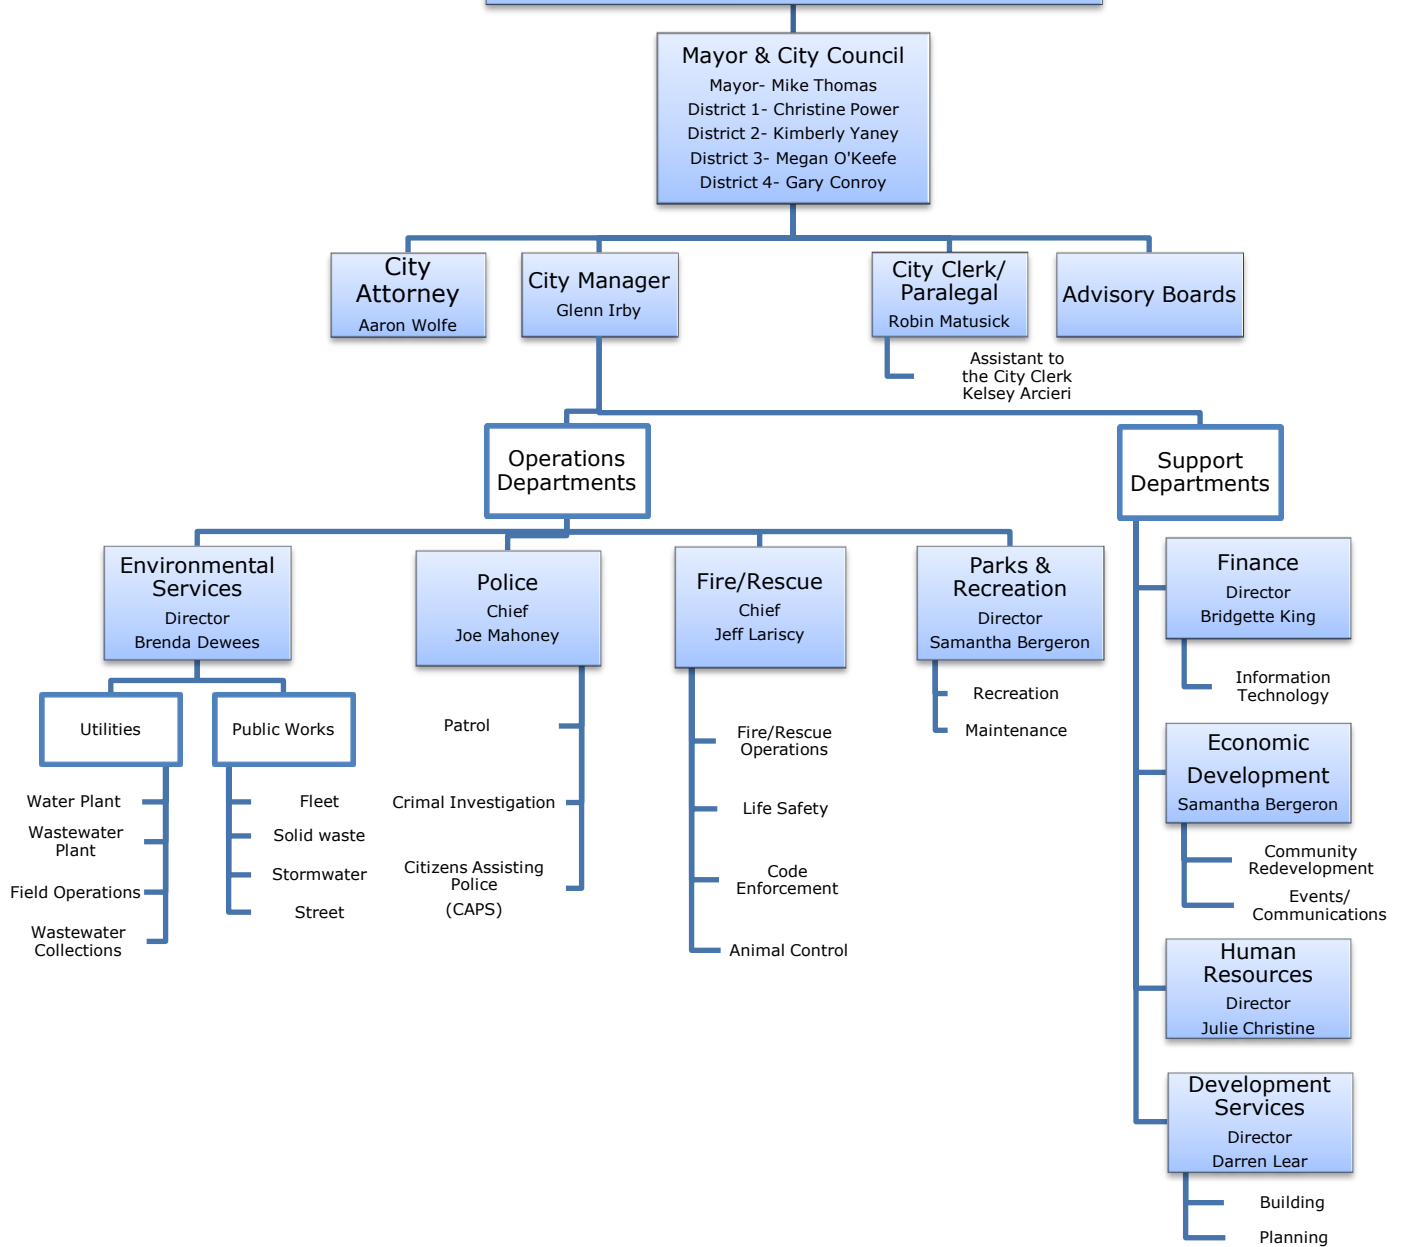 Mayor & City Council
Mayor- Mike Thomas
District 1- Christine Power
District 2- Kimberly Yaney
District 3- Megan O'Keefe
District 4- Gary Conroy
City
Attorney
Aaron Wolfe
City Manager
Glenn Irby
City Clerk/
Paralegal
Robin Matusick
Advisory Boards
Assistant to
the City Clerk
Kelsey Arcieri
Operations
Departments
Support
Departments
Environmental
Services
Director
Brenda Dewees
Utilities
Water Plant
Wastewater
Plant
Field Operations
Wastewater
Collections
Public Works
Fleet
Solid waste
Stormwater
Street
Police
Chief
Joe Mahoney
Patrol
Crimal Investigation
Citizens Assisting
Police
(CAPS)
Fire/Rescue
Chief
Jeff Lariscy
Fire/Rescue
Operations
Life Safety
Code
Enforcement
Animal Control
Parks &
Recreation
Director
Samantha Bergeron
Recreation
Maintenance
Finance
Director
Bridgette King
Information
Technology
Economic
Development
Samantha Bergeron
Community
Redevelopment
Events/
Communications
Human
Resources
Director
Julie Christine
Development
Services
Director
Darren Lear
Building
Planning